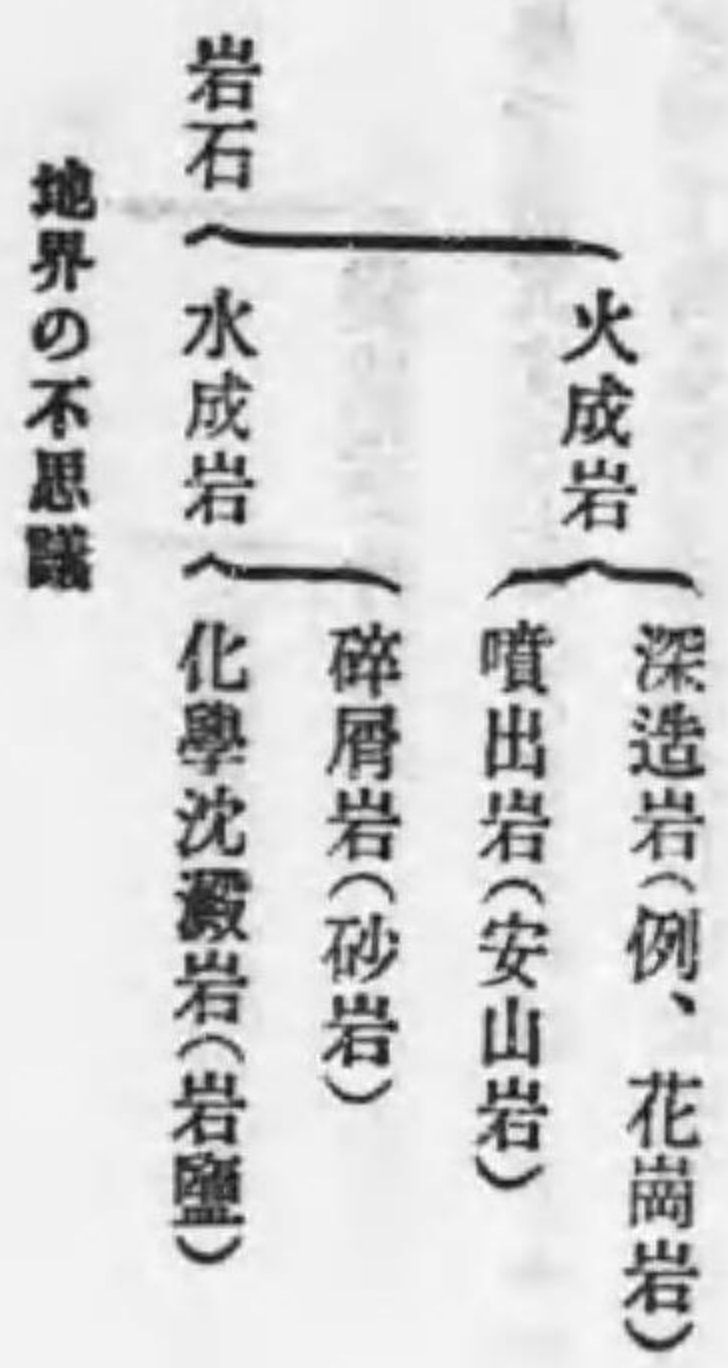 岩石
火成岩
深造岩(例、花崗岩)
噴出岩(安山岩)
水成岩
碎屑岩(砂岩)
化學沈澱岩(岩鹽)
地界の不思議